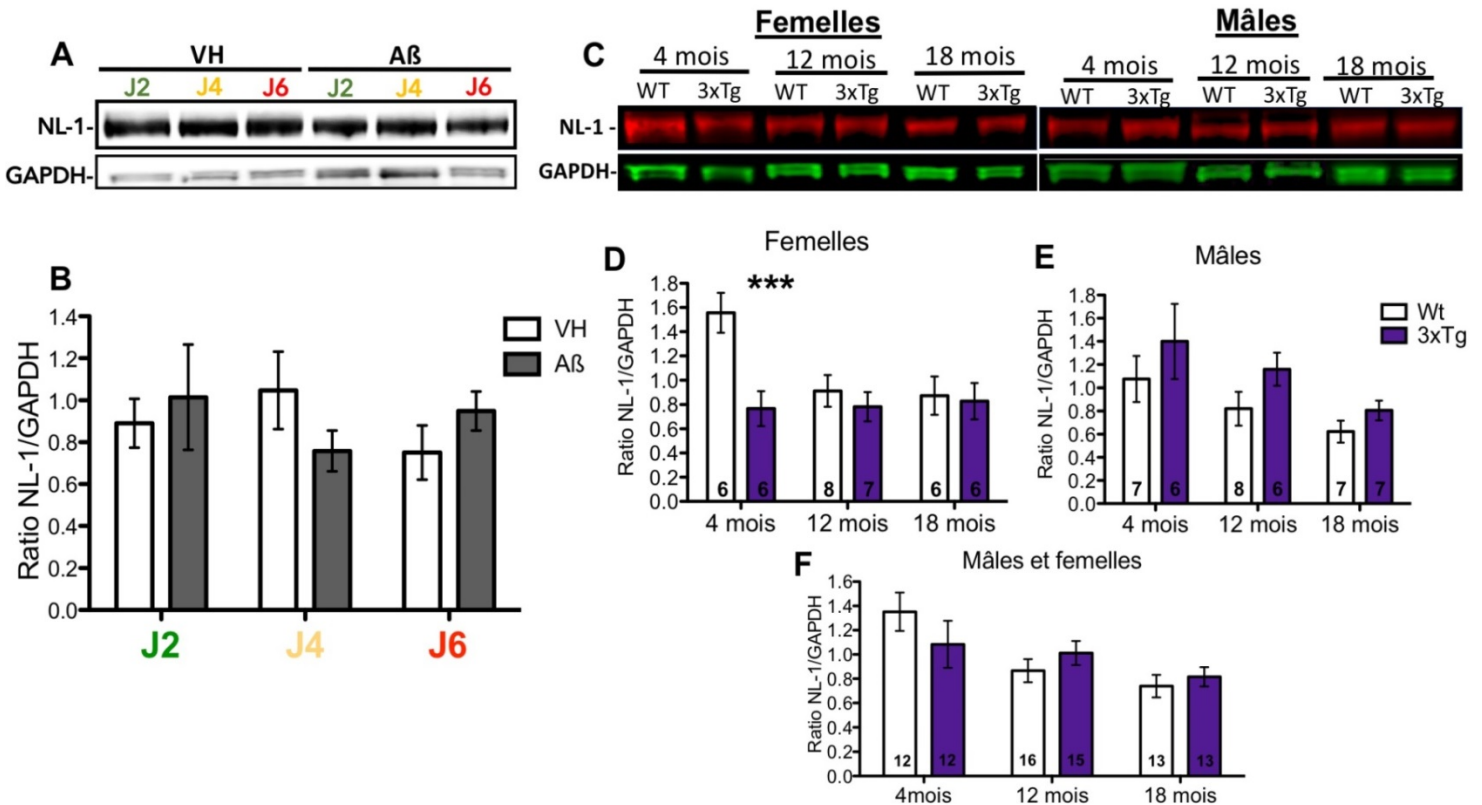 A
VH Aß
J2 J4 J6 J2 J4 J6
NL-1-
GAPDH-
C
Femelles Mâles
4 mois 12 mois 18 mois 4 mois 12 mois 18 mois
WT 3xTg WT 3xTg WT 3xTg WT 3xTg WT 3xTg WT 3xTg
NL-1 -
GAPDH-
B
Ratio NL-1/GAPDH
1.4
1.2
1.0
0.8
0.6
0.4
0.2
0.0
VH
Aß
J2 J4 J6
D
Femelles
Ratio NL-1/GAPDH
1.8
1.6
1.4
1.2
1.0
0.8
0.6
0.4
0.2
0.0
***
6 6 8 7 6 6
4 mois 12 mois 18 mois
E
Mâles
Ratio NL-1/GAPDH
1.8
1.6
1.4
1.2
1.0
0.8
0.6
0.4
0.2
0.0
Wt
3xTg
7 6 8 6 7 7
4 mois 12 mois 18 mois
F
Mâles et femelles
Ratio NL-1/GAPDH
1.6
1.4
1.2
1.0
0.8
0.6
0.4
0.2
0.0
12 12 16 15 13 13
4mois 12 mois 18 mois